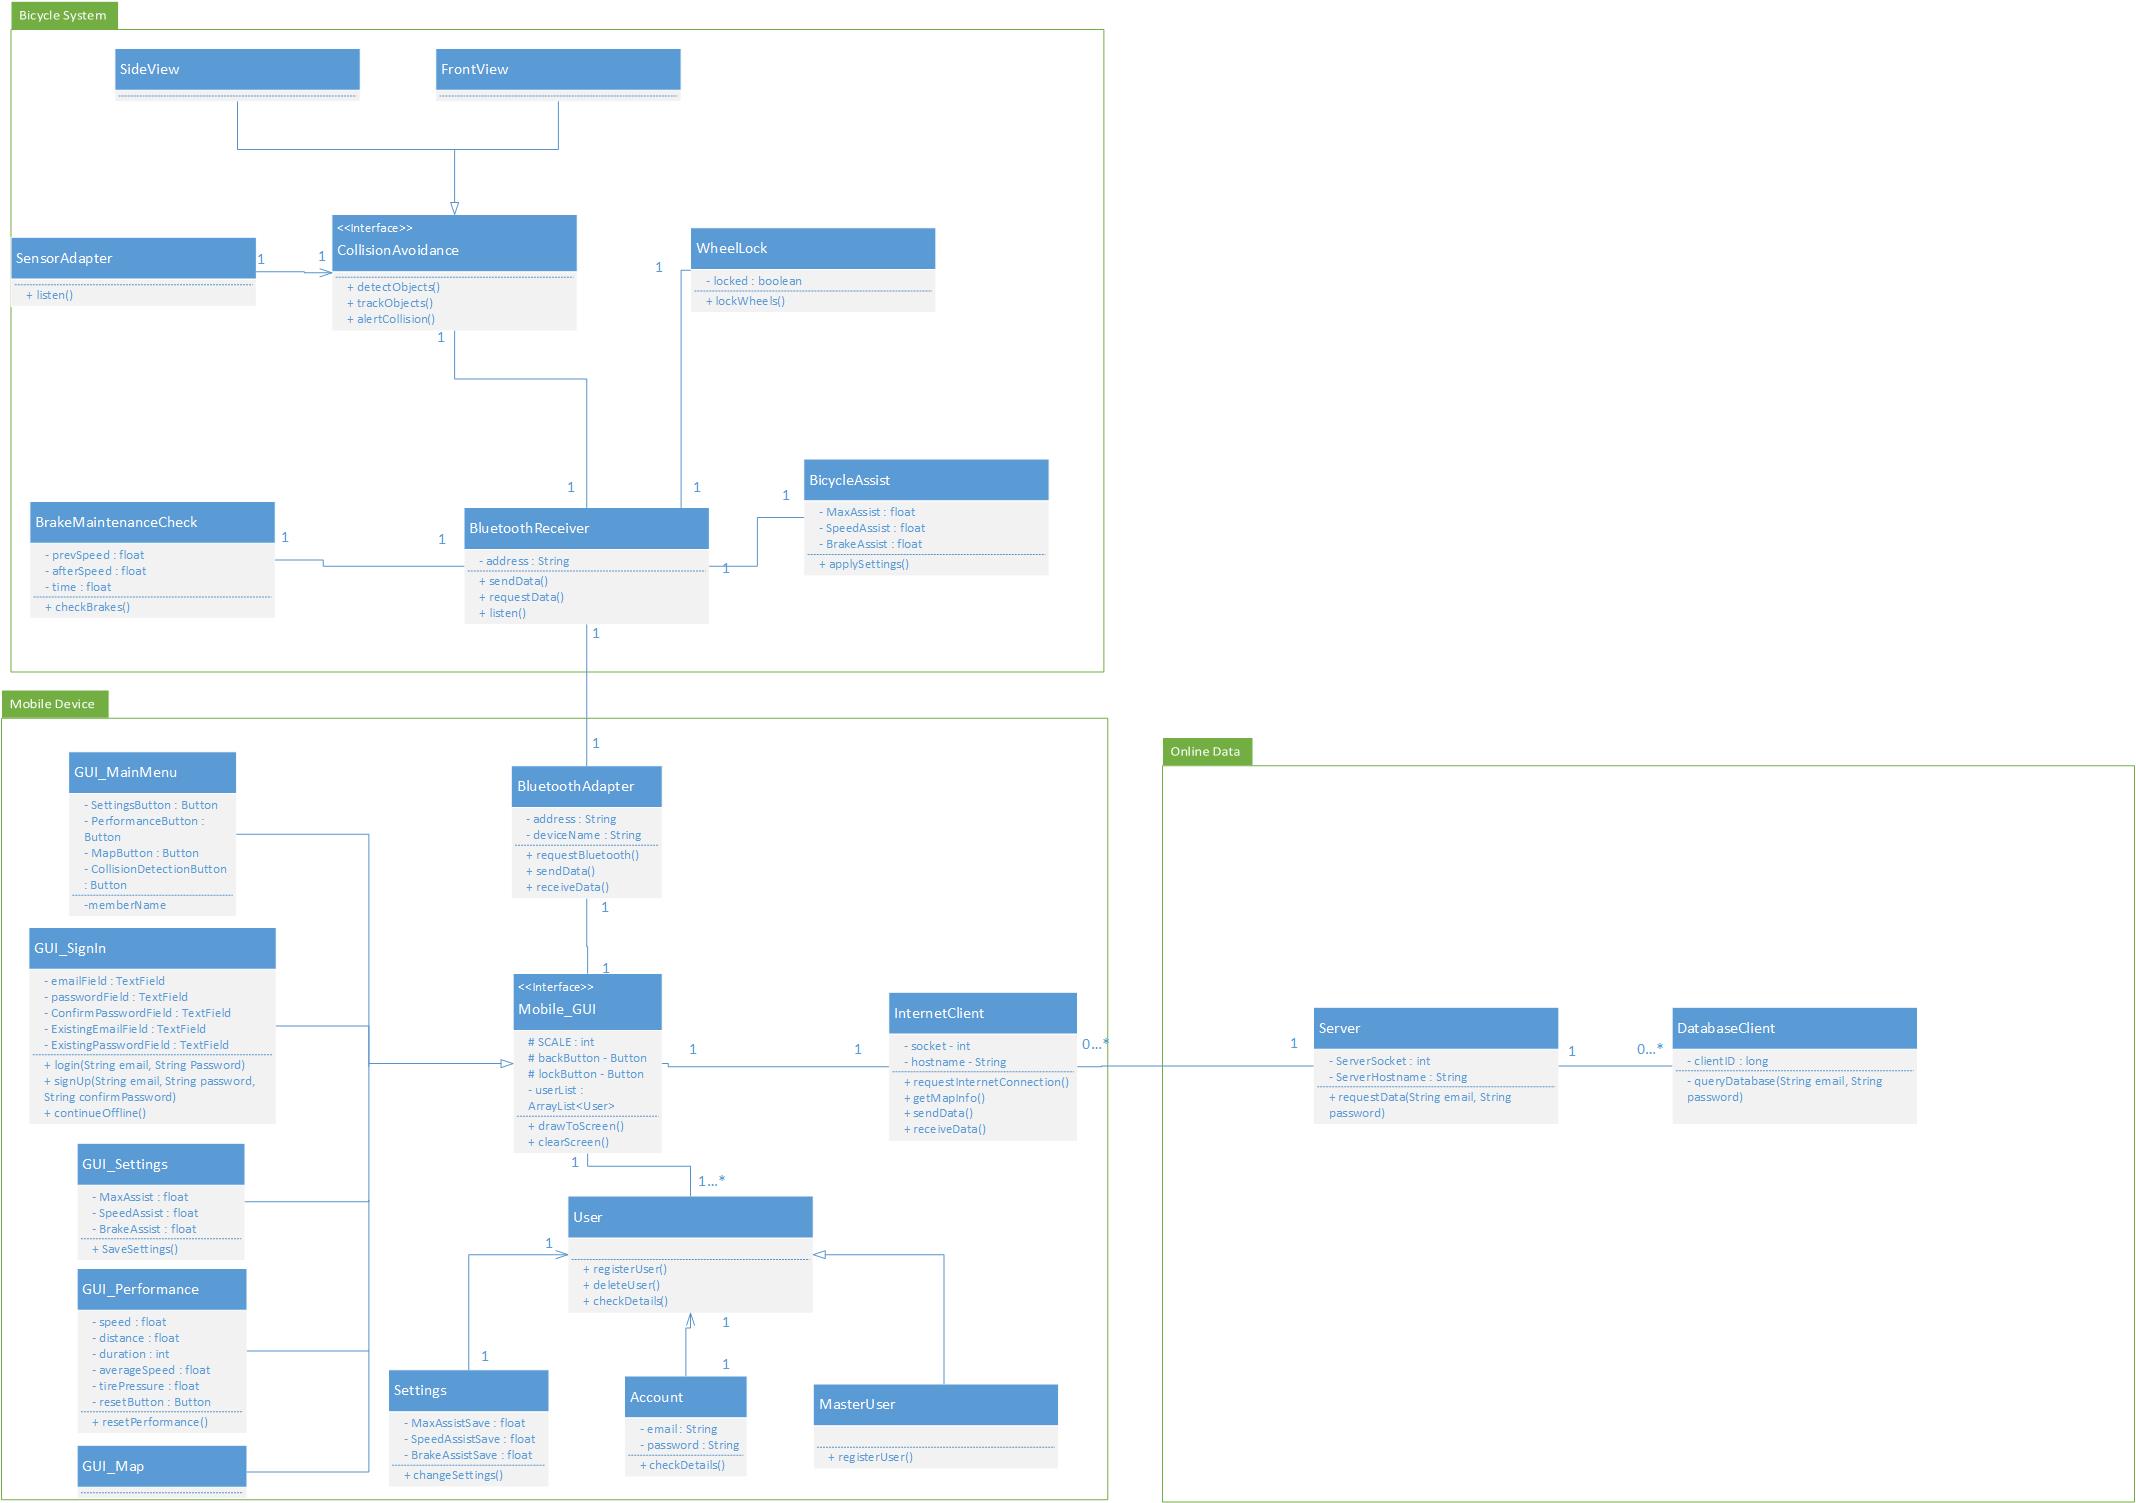 Bicycle System
SideView
FrontView
<<Interface>>
CollisionAvoidance
+ detectObjects()
+ trackObjects()
+ alertCollision()
SensorAdapter
+ listen()
1
1
WheelLock
- locked : boolean
+ lockWheels()
1
1
1
1
BicycleAssist
- MaxAssist : float
- SpeedAssist : float
- BrakeAssist : float
+ applySettings()
1
1
BrakeMaintenanceCheck
- prevSpeed : float
- afterSpeed : float
- time : float
+ checkBrakes()
1
1
BluetoothReceiver
- address : String
+ sendData()
+ requestData()
+ listen()
1
Mobile Device
1
GUI_MainMenu
- SettingsButton : Button
- PerformanceButton :
Button
- MapButton : Button
- CollisionDetectionButton
: Button
-memberName
BluetoothAdapter
- address : String
- deviceName : String
+ requestBluetooth()
+ sendData()
+ receiveData()
1
1
GUI_SignIn
- emailField : TextField
- passwordField : TextField
- ConfirmPasswordField : TextField
- ExistingEmailField : TextField
- ExistingPasswordField : TextField
+ login(String email, String Password)
+ signUp(String email, String password,
String confirmPassword)
+ continueOffline()
<<Interface>>
Mobile_GUI
# SCALE : int
# backButton - Button
# lockButton - Button
- userList :
ArrayList<User>
+ drawToScreen()
+ clearScreen()
1
1
InternetClient
- socket - int
- hostname - String
+ requestInternetConnection()
+ getMapInfo()
+ sendData()
+ receiveData()
0...*
1
GUI_Settings
- MaxAssist : float
- SpeedAssist : float
- BrakeAssist : float
+ SaveSettings()
1
1...*
User
+ registerUser()
+ deleteUser()
+ checkDetails()
1
1
1
1
GUI_Performance
- speed : float
- distance : float
- duration : int
- averageSpeed : float
- tirePressure : float
- resetButton : Button
+ resetPerformance()
GUI_Map
Settings
- MaxAssistSave : float
- SpeedAssistSave : float
- BrakeAssistSave : float
+ changeSettings()
Account
- email : String
- password : String
+ checkDetails()
MasterUser
+ registerUser()
Online Data
Server
- ServerSocket : int
- ServerHostname : String
+ requestData(String email, String
password)
1
0...*
DatabaseClient
- clientID : long
- queryDatabase(String email, String
password)